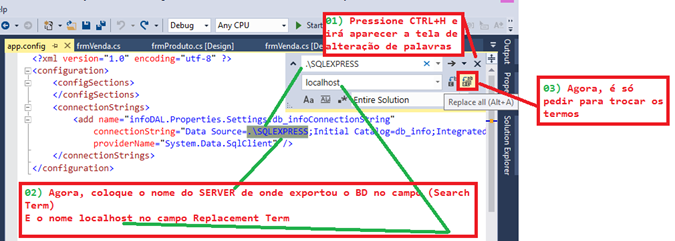 elp
Debug
Any CPU
Start
app.config
frmVenda.cs
frmProduto.cs [Design]
frmVenda.cs [De
01) Pressione CTRL+H e
irá aparecer a tela de
alteração de palavras
<?xml version="1.0" encoding="utf-8" ?>
<configuration>
<configSections>
</configSections>
<connectionStrings>
<add name="infoDAL.Properties.Settings.db_infoConnectionString"
connectionString="Data Source=.\SQLEXPRESS;Initial Catalog=db_info;Integrated
providerName="System.Data.SqlClient" />
</connectionStrings>
</configuration>
.\SQLEXPRESS
localhost
Aa
Entire Solution
Replace all (Alt+A)
Output
Prope
Solution Explorer
03) Agora, é só
pedir para trocar os
termos
02) Agora, coloque o nome do SERVER de onde exportou o BD no campo (Search
Term)
E o nome localhost no campo Replacement Term